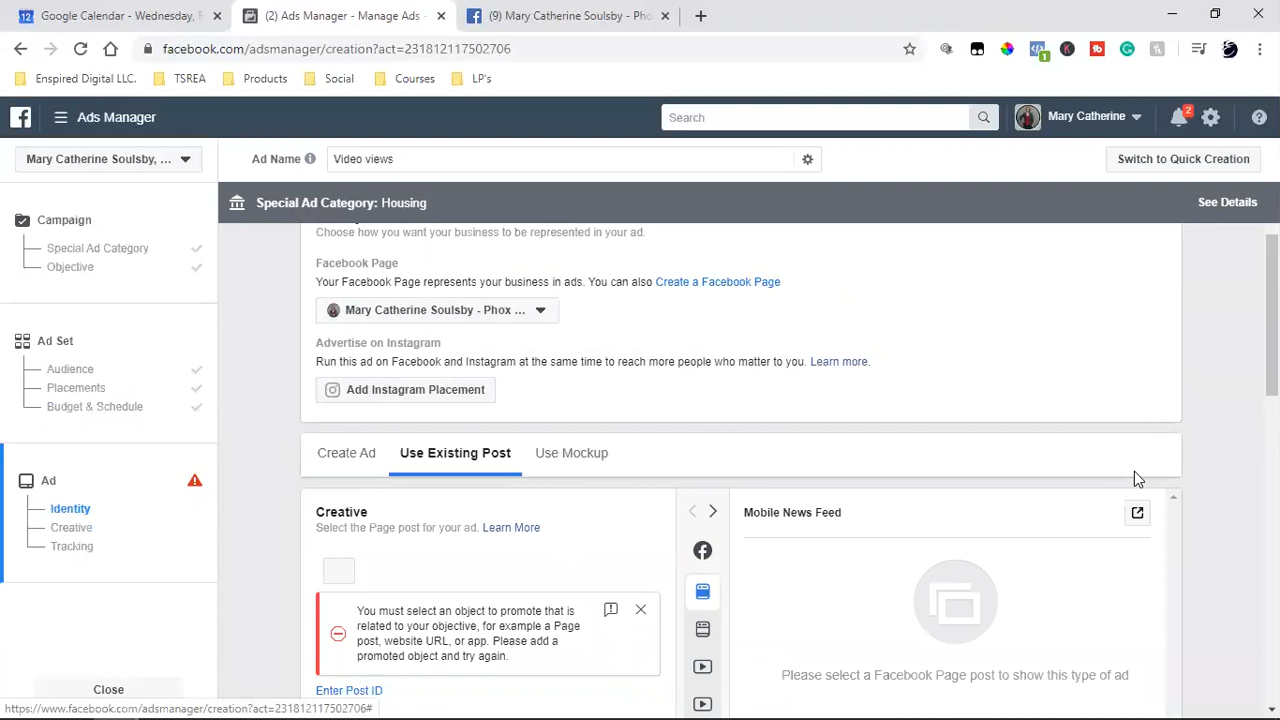 Google Calendar - Wednesday, F
(2) Ads Manager - Manage Ads -
(9) Mary Catherine Soulsby - Pho
facebook.com/adsmanager/creation?act=231812117502706
1
Enspired Digital LLC.
TSREA
Products
Social
Courses
LP's
Ads Manager
Search
Mary Catherine
2
Mary Catherine Soulsby, ...
Ad Name
Video views
Switch to Quick Creation
Special Ad Category: Housing
See Details
Campaign
Special Ad Category
Objective
Ad Set
Audience
Placements
Budget & Schedule
Ad
Identity
Creative
Tracking
Close
Choose how you want your business to be represented in your ad.
Facebook Page
Your Facebook Page represents your business in ads. You can also Create a Facebook Page
Mary Catherine Soulsby - Phox ...
Advertise on Instagram
Run this ad on Facebook and Instagram at the same time to reach more people who matter to you. Learn more.
Add Instagram Placement
Create Ad
Use Existing Post
Use Mockup
Creative
Select the Page post for your ad. Learn More
You must select an object to promote that is
related to your objective, for example a Page
post, website URL, or app. Please add a
promoted object and try again.
Enter Post ID
Mobile News Feed
Please select a Facebook Page post to show this type of ad
https://www.facebook.com/adsmanager/creation?act=231812117502706#